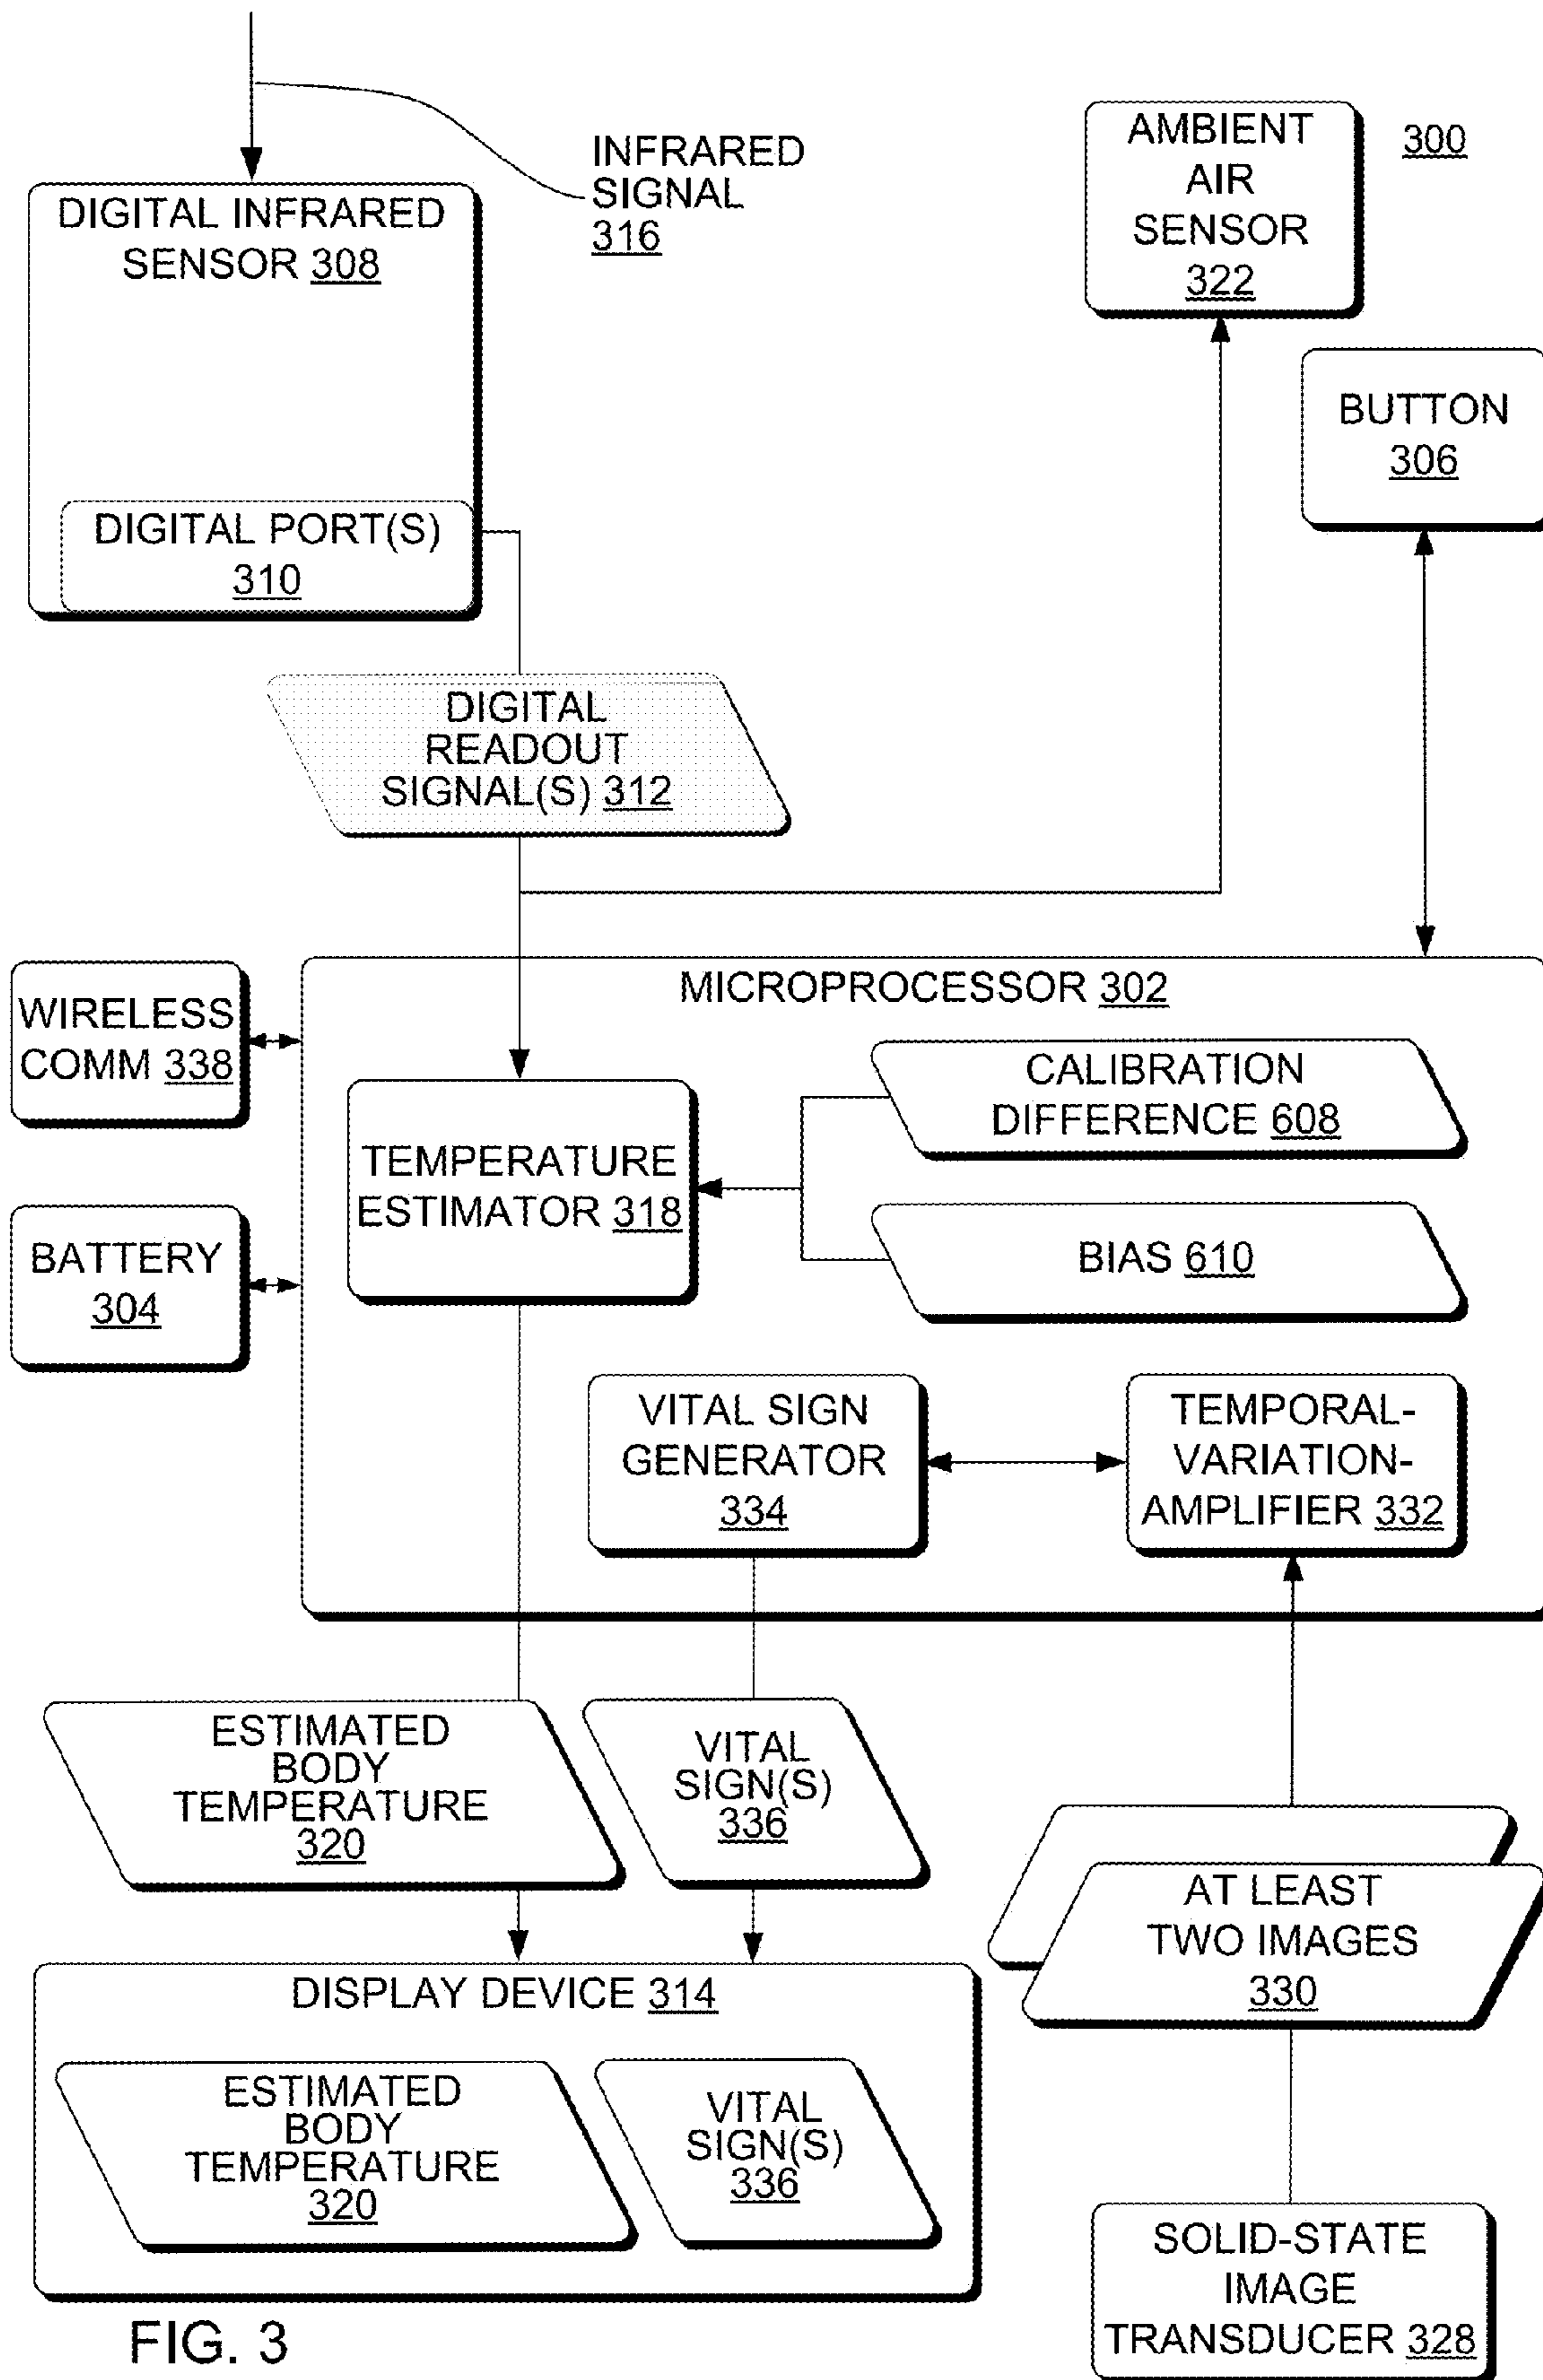 INFRARED
SIGNAL
316
AMBIENT
AIR
SENSOR
322
300
DIGITAL INFRARED
SENSOR 308
BUTTON
306
DIGITAL PORT(S)
310
DIGITAL
READOUT
SIGNAL(S) 312
MICROPROCESSOR 302
WIRELESS
COMM 338
CALIBRATION
DIFFERENCE 608
TEMPERATURE
ESTIMATOR 318
BATTERY
304
BIAS 610
VITAL SIGN
GENERATOR
334
TEMPORAL-
VARIATION-
AMPLIFIER 332
ESTIMATED
BODY
TEMPERATURE
320
VITAL
SIGN(S)
336
AT LEAST
TWO IMAGES
330
DISPLAY DEVICE 314
ESTIMATED
BODY
TEMPERATURE
320
VITAL
SIGN(S)
336
SOLID-STATE
IMAGE
TRANSDUCER 328
FIG. 3